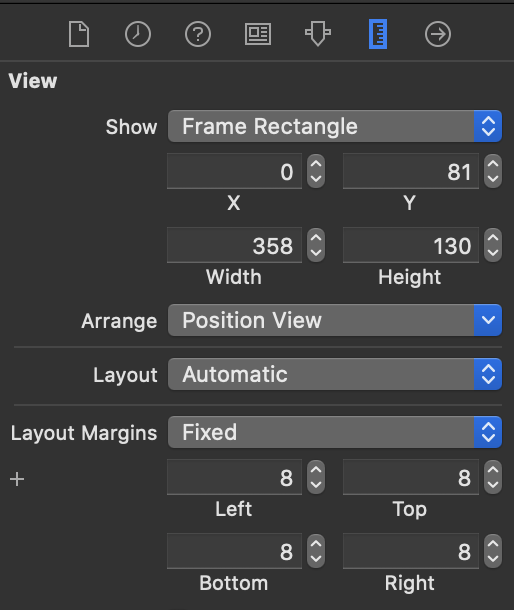 View
Show Frame Rectangle
0 81
X Y
358 130
Width Height
Arrange Position View
Layout Automatic
Layout Margins Fixed
8 8
Left Top
8 8
Bottom Right